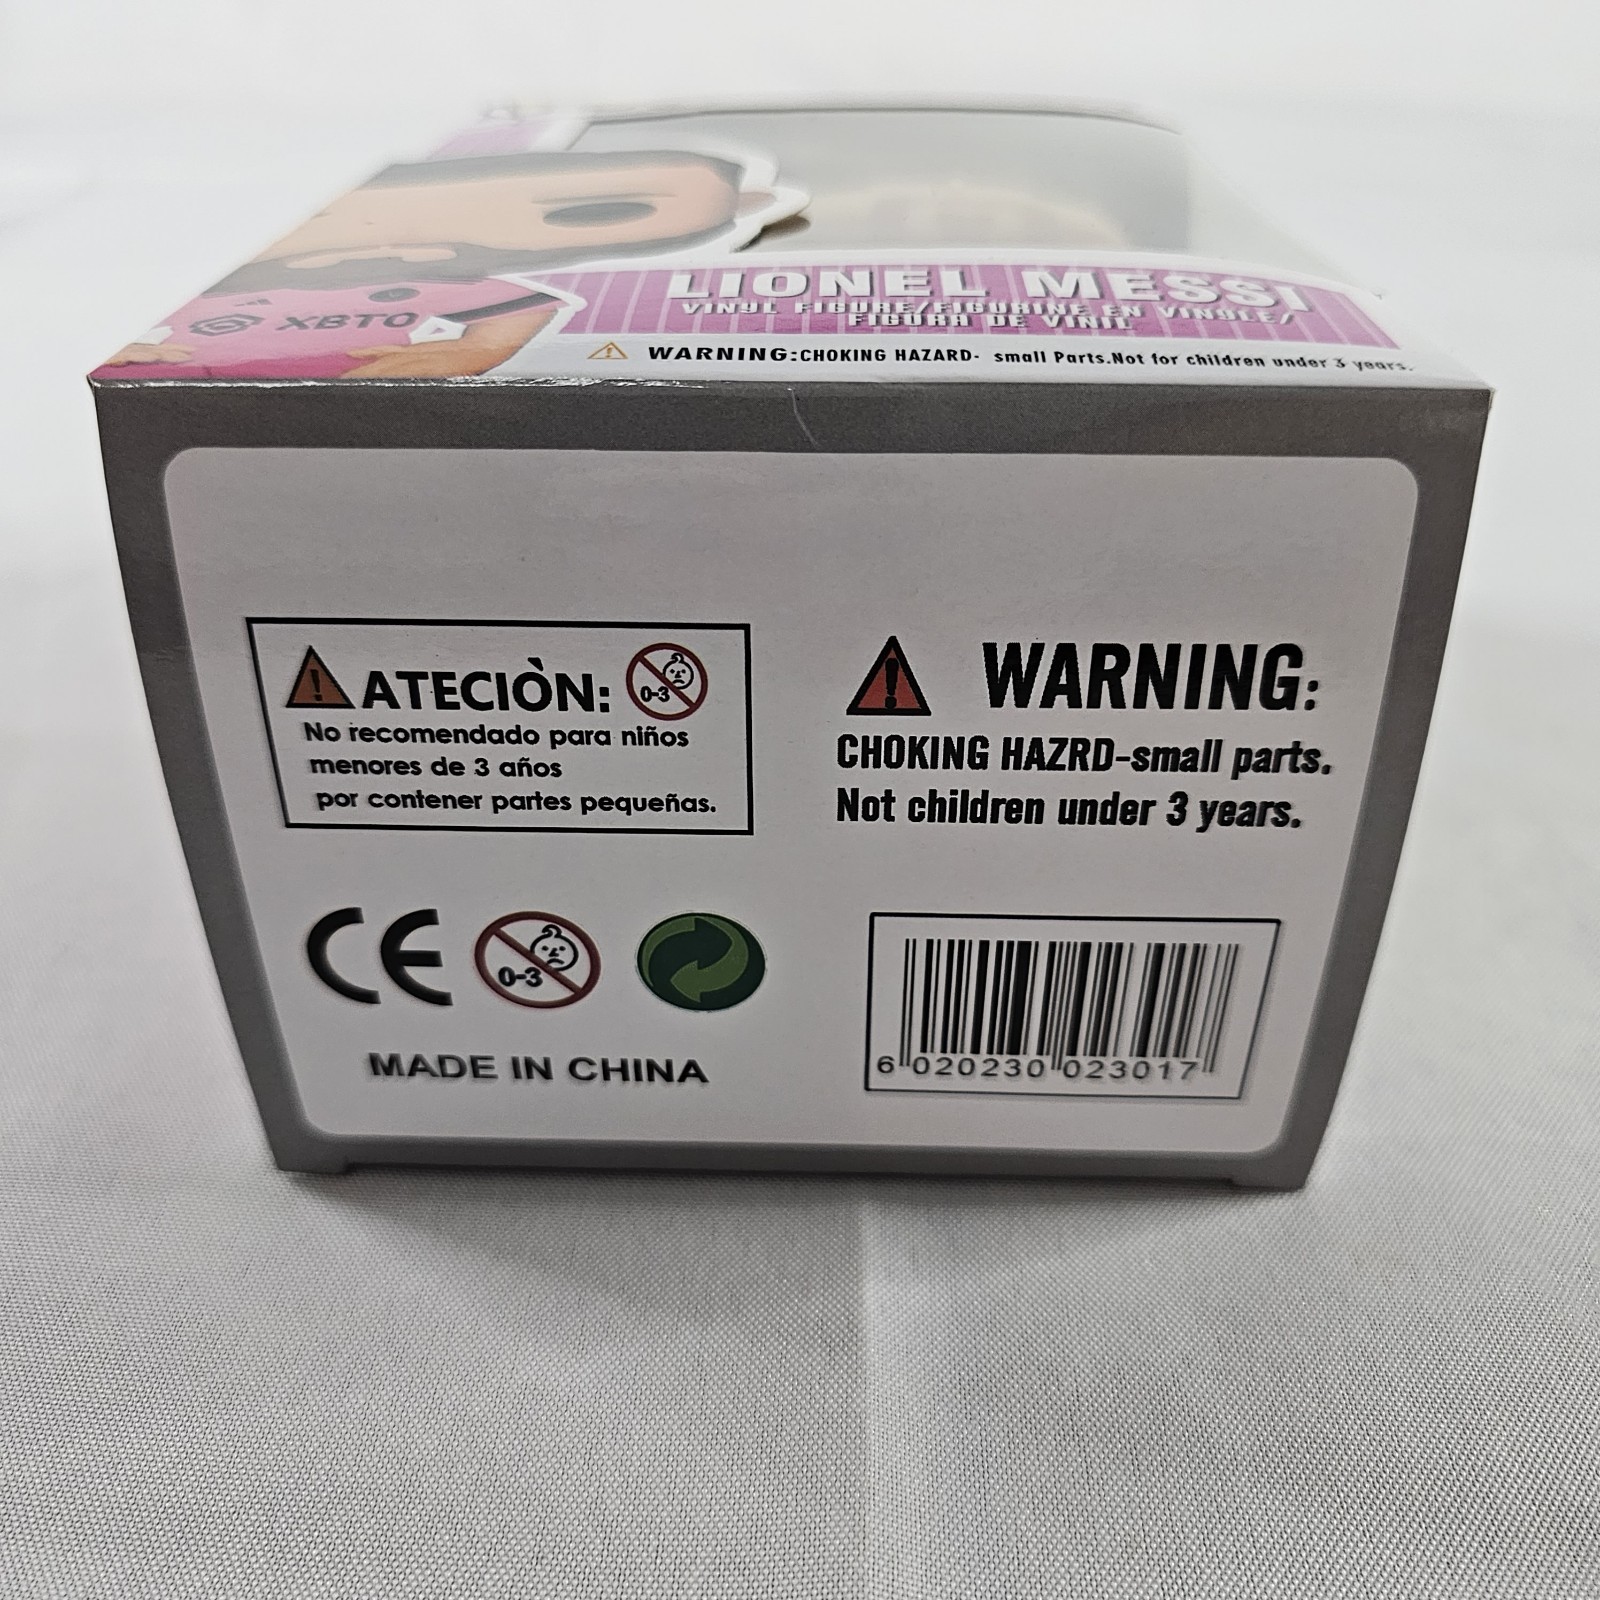 XBTO
LIONEL MESSI
VINYL FIGURE/FIGURINE EN VINYLE/
FIGURA DE VINIL
WARNING:CHOKING HAZARD- small Parts.Not for children under 3 years.
ATECIÒN:
0-3
No recomendado para niños
menores de 3 años
por contener partes pequeñas.
WARNING:
CHOKING HAZRD-small parts.
Not children under 3 years.
CE
0-3
MADE IN CHINA
6 020230 023017